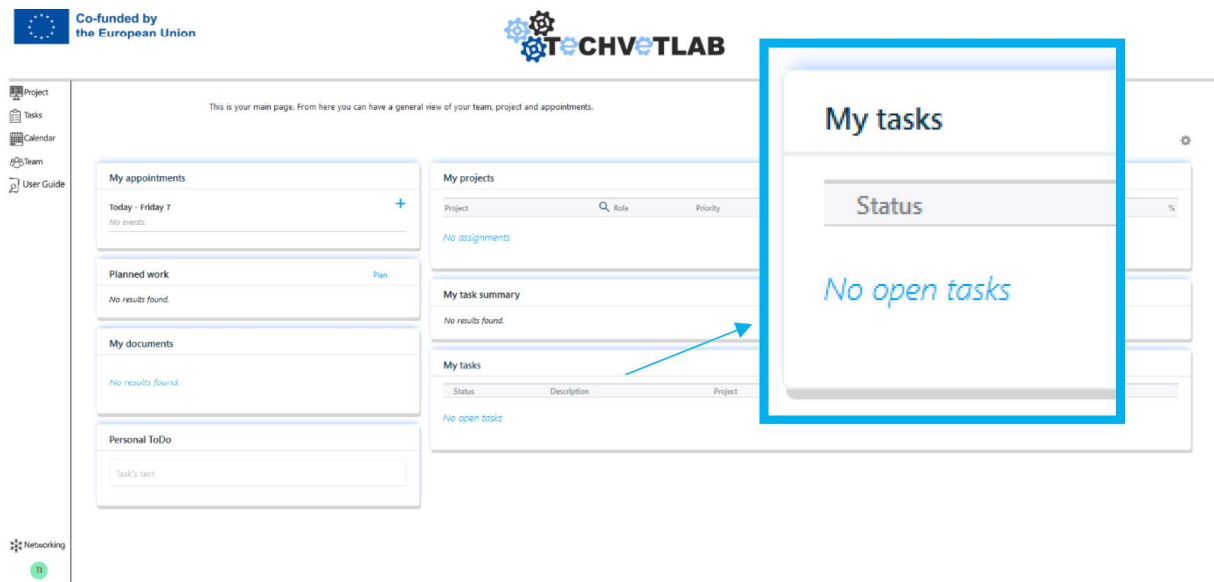 Co-funded by
the European Union
TECHVETLAB
Project
Tasks
Calendar
Team
User Guide
Networking
TI
This is your main page. From here you can have a general view of your team, project and appointments.
My appointments
Today - Friday 7
+
No events.
Planned work
Plan
No results found.
My documents
No results found.
Personal ToDo
Task's text
My projects
Project Role Priority %
No assignments
My task summary
No results found.
My tasks
Status Description Project
No open tasks
My tasks
Status
No open tasks